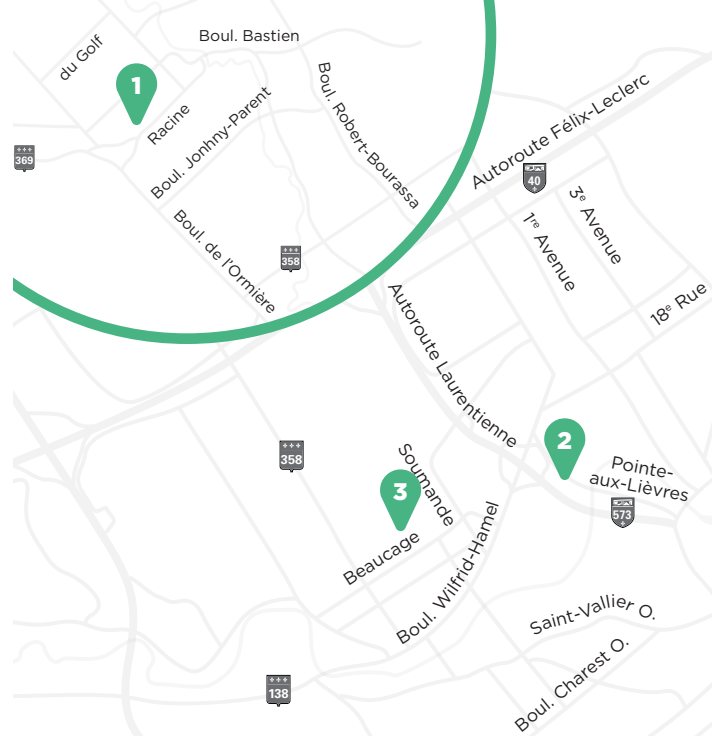 Boul. Bastien
du Golf
1
Racine
Boul. Jonhny-Parent
Boul. Robert-Bourassa
Autoroute Félix-Leclerc
369
40
3e Avenue
1re Avenue
Boul. de l'Ormière
358
18e Rue
Autoroute Laurentienne
2
358
Soumande
3
Pointe-
aux-Lièvres
573
Beaucage
Boul. Wilfrid-Hamel
Saint-Vallier O.
Boul. Charest O.
138